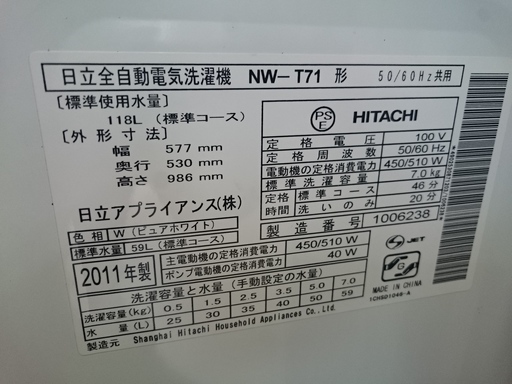 日立全自動電気洗濯機 NW-T71 形 50/60Hz共用
〔標準使用水量〕
118L (標準コース)
〔外形寸法〕
幅 577 mm
奥行 530 mm
高さ 986 mm
日立アプライアンス(株)
色相 W (ピュアホワイト)
標準水量 59L (標準コース)
PS
E
HITACHI
定格電圧 100 V
定格周波数 50/60 Hz
電動機の定格消費電力 450/510 W
標準洗濯容量 7.0 kg
定格時間 標準コース 46分
洗いのみ 20分
製造番号 1006238
2011年製
主電動機の定格消費電力 450/510 W
ポンプ電動機の定格消費電力 40 W
S JET
G
洗濯容量と水量 (手動設定の水量)
洗濯容量(kg) 0.5 1.5 2.5 3.5 5.0 7.0
水量(L) 25 30 35 40 50 59
製造元 Shanghai Hitachi Household Appliances Co., Ltd.
MADE IN CHINA
1CHSD1046-A